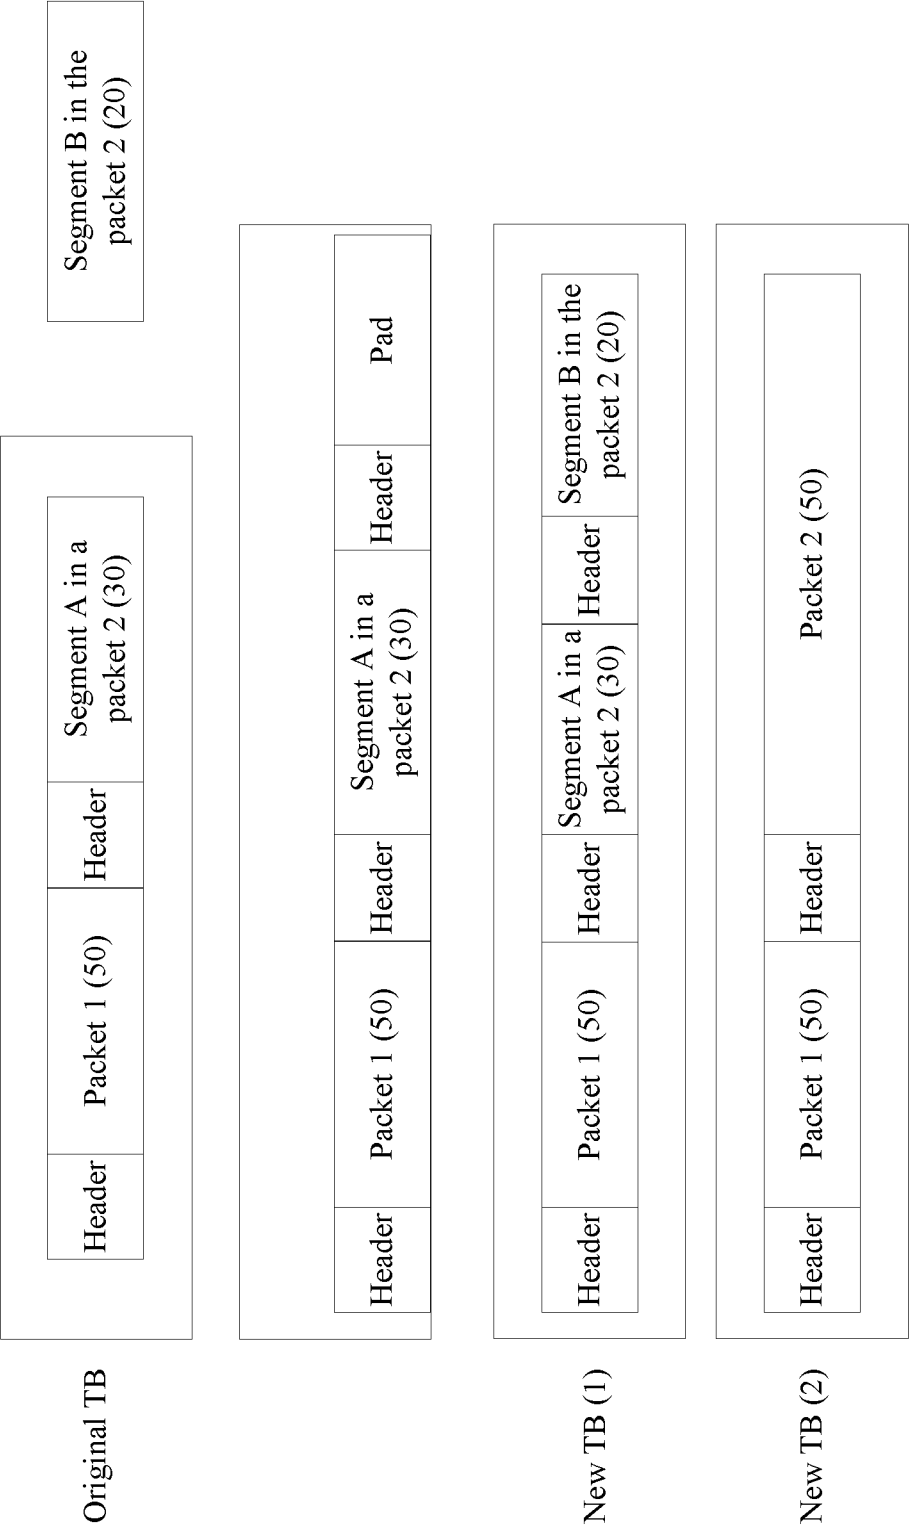 Original TB
Header
Packet 1 (50)
Header
Segment A in a
packet 2 (30)
Segment B in the
packet 2 (20)
Header
Packet 1 (50)
Header
Segment A in a
packet 2 (30)
Header
Pad
New TB (1)
Header
Packet 1 (50)
Header
Segment A in a
packet 2 (30)
Header
Segment B in the
packet 2 (20)
New TB (2)
Header
Packet 1 (50)
Header
Packet 2 (50)